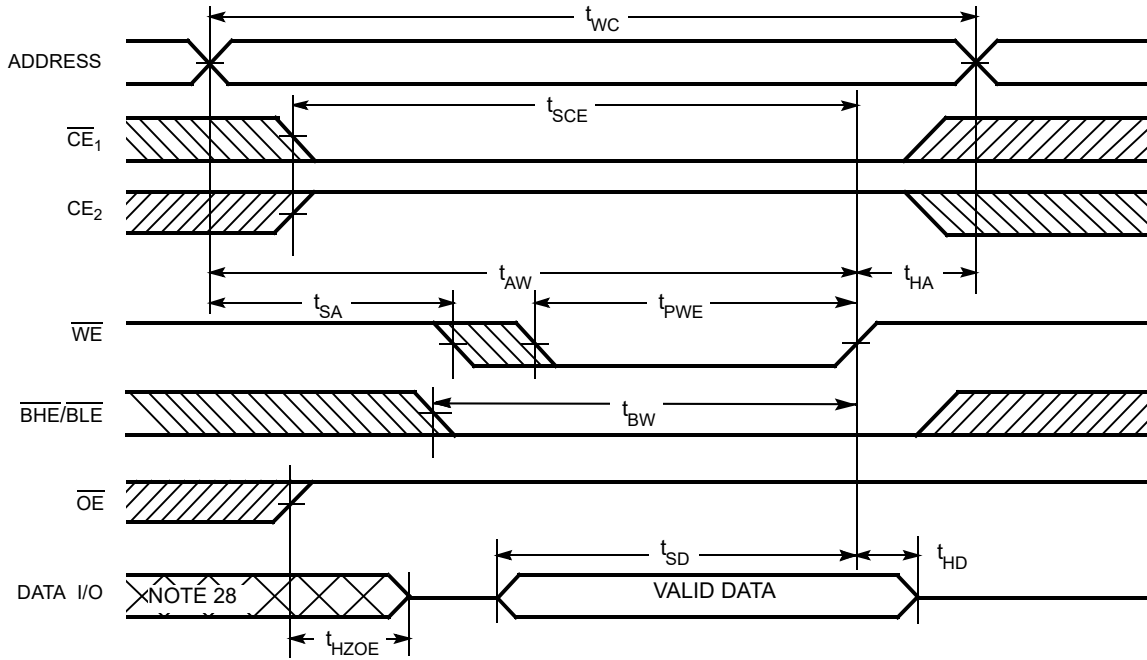 tWC
ADDRESS
tSCE
CE1
CE2
tAW
tHA
tSA
tPWE
WE
BHE/BLE
tBW
OE
tSD
tHD
DATA I/O
NOTE 28
VALID DATA
tHZOE